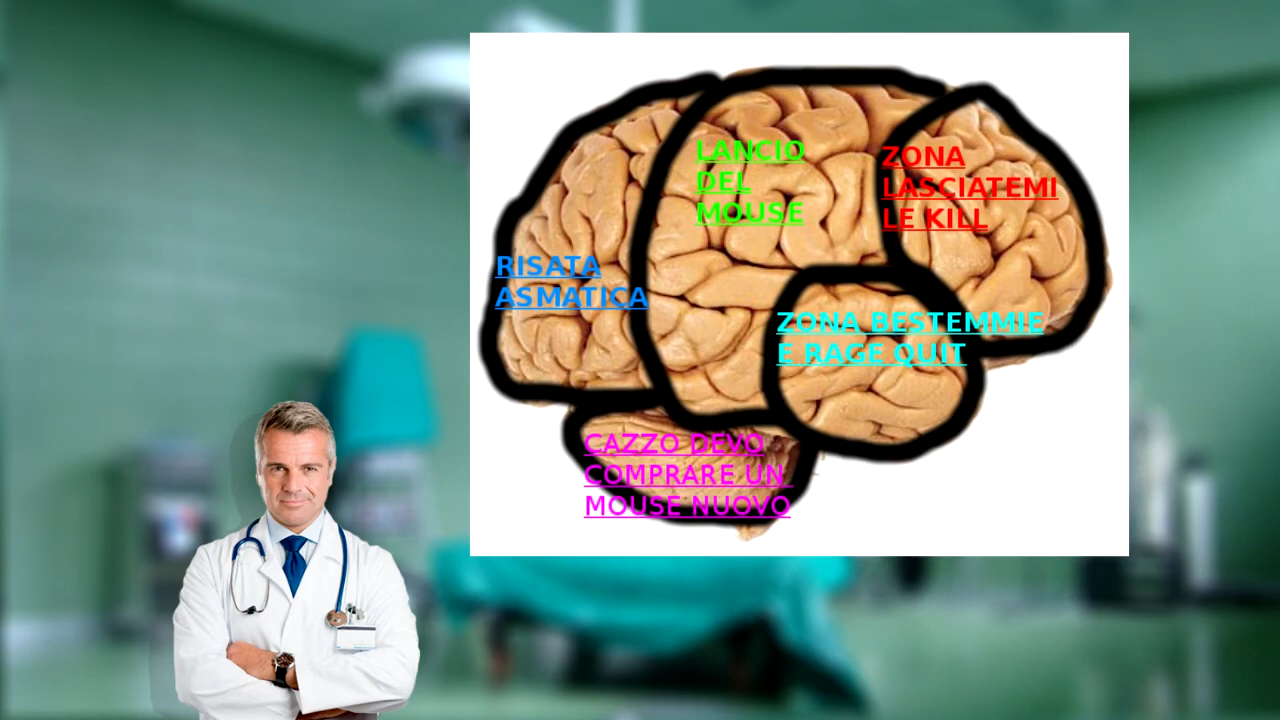 LANCIO
DEL
MOUSE
ZONA
LASCIATEMI
LE KILL
RISATA
ASMATICA
ZONA BESTEMMIE
E RAGE QUIT
CAZZO DEVO
COMPRARE UN
MOUSE NUOVO